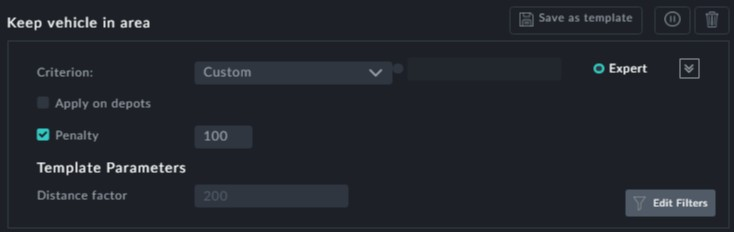 Keep vehicle in area
Save as template
Criterion:
Custom
Expert
Apply on depots
Penalty
100
Template Parameters
Distance factor
200
Edit Filters